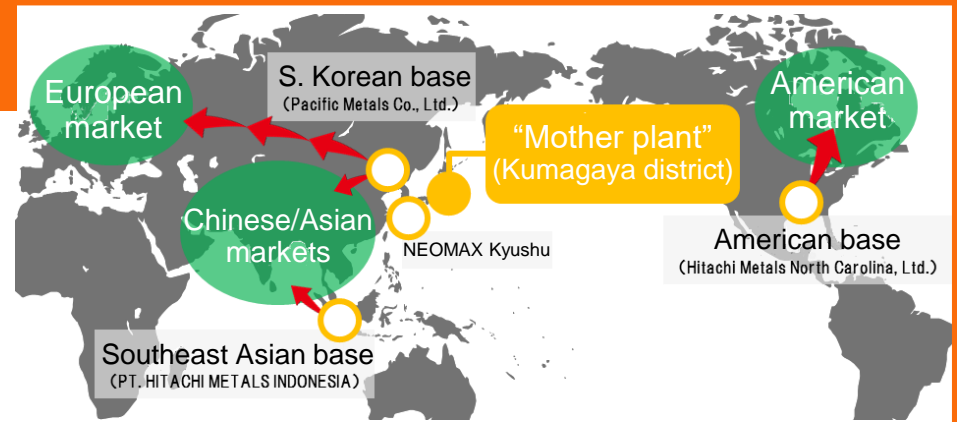 European
market
S. Korean base
（Pacific Metals Co., Ltd.）
“Mother plant”
(Kumagaya district)
American
market
Chinese/Asian
markets
NEOMAX Kyushu
American base
（Hitachi Metals North Carolina, Ltd.）
Southeast Asian base
（PT. HITACHI METALS INDONESIA）